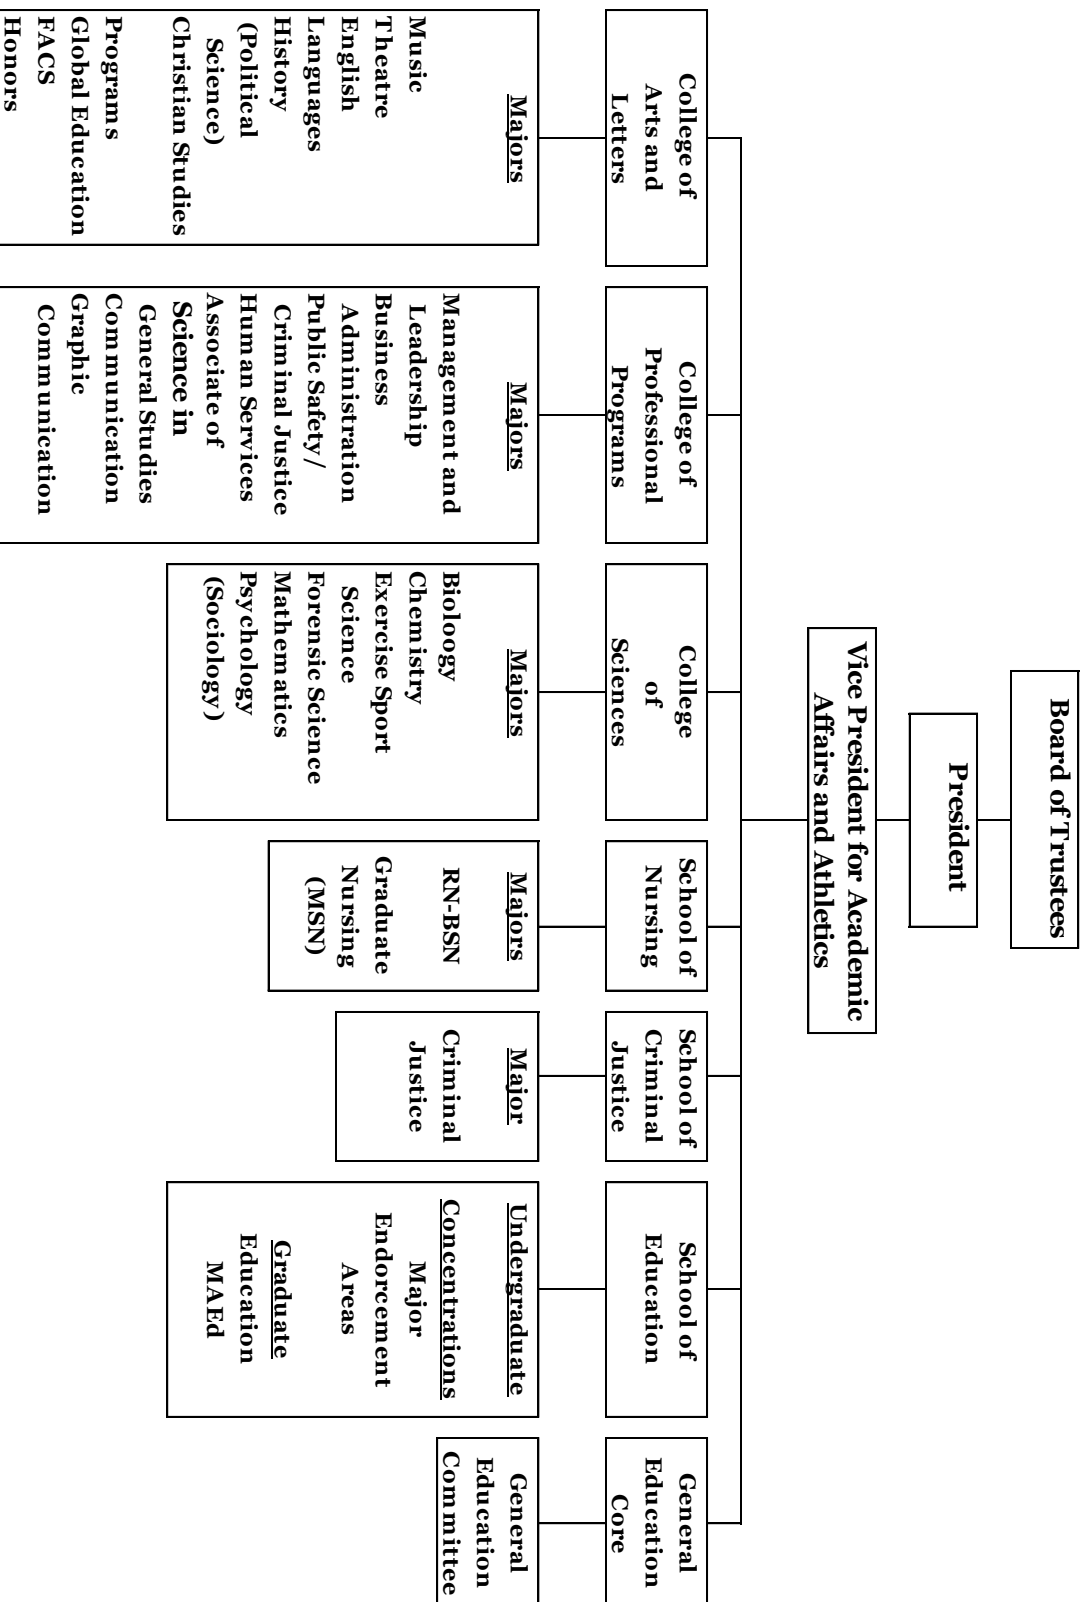 Board of Trustees
President
Vice President for Academic
Affairs and Athletics
College of
Arts and
Letters
College of
Professional
Programs
College
of
Sciences
School of
Nursing
School of
Criminal
Justice
School of
Education
General
Education
Core
Majors
Music
Theatre
English
Languages
History
(Political
Science)
Christian Studies
Programs
Global Education
FACS
Honors
Majors
Management and
Leadership
Business
Administration
Public Safety/
Criminal Justice
Human Services
Associate of
Science in
General Studies
Communication
Graphic
Communication
Majors
Bioloogy
Chemistry
Exercise Sport
Science
Forensic Science
Mathematics
Psychology
(Sociology)
Majors
RN-BSN
Graduate
Nursing
(MSN)
Major
Criminal
Justice
Undergraduate
Concentrations
Major
Endorcement
Areas
Graduate
Education
MAEd
General
Education
Committee